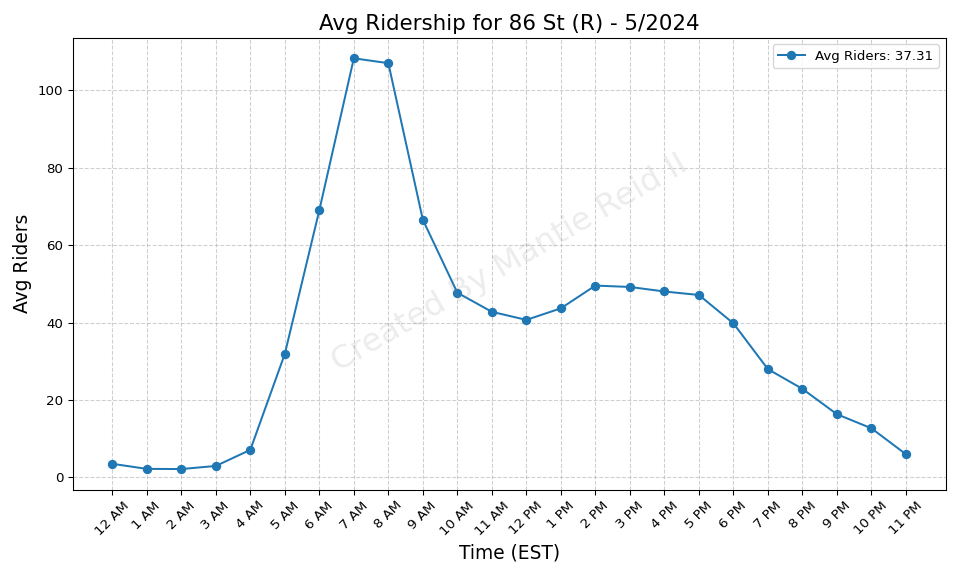 Avg Ridership for 86 St (R) - 5/2024
Avg Riders: 37.31
100
80
60
40
20
0
Avg Riders
Created By Mantie Reid II
12 AM
1 AM
2 AM
3 AM
4 AM
5 AM
6 AM
7 AM
8 AM
9 AM
10 AM
11 AM
12 PM
1 PM
2 PM
3 PM
4 PM
5 PM
6 PM
7 PM
8 PM
9 PM
10 PM
11 PM
Time (EST)